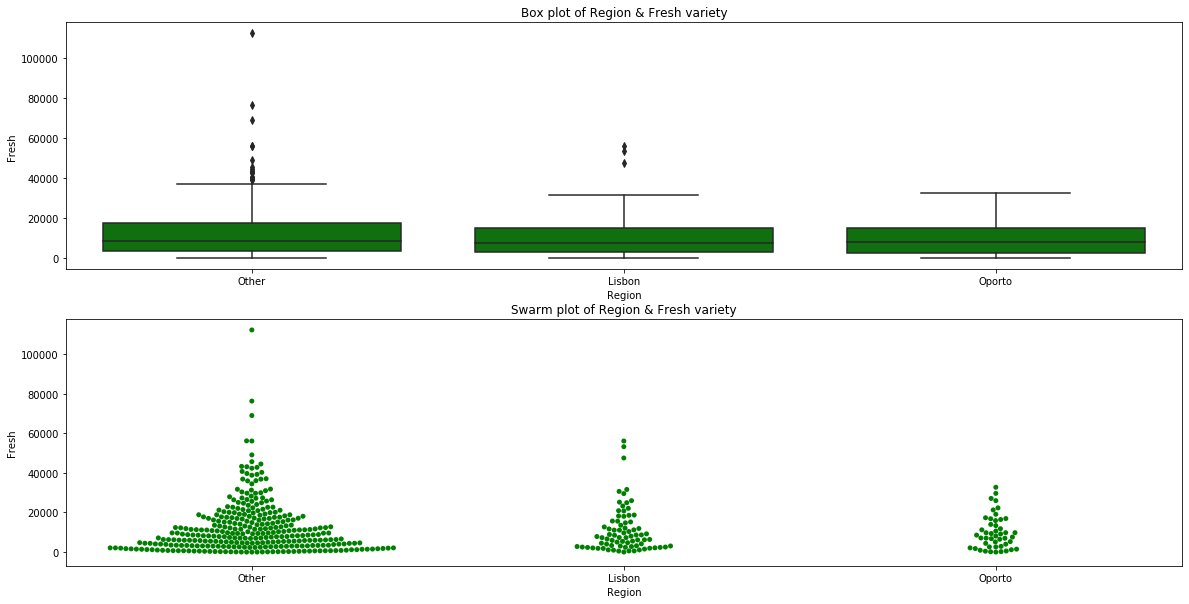 Box plot of Region & Fresh variety
100000
80000
60000
40000
20000
0
Fresh
Other Lisbon Oporto
Region
Swarm plot of Region & Fresh variety
100000
80000
60000
40000
20000
0
Fresh
Other Lisbon Oporto
Region